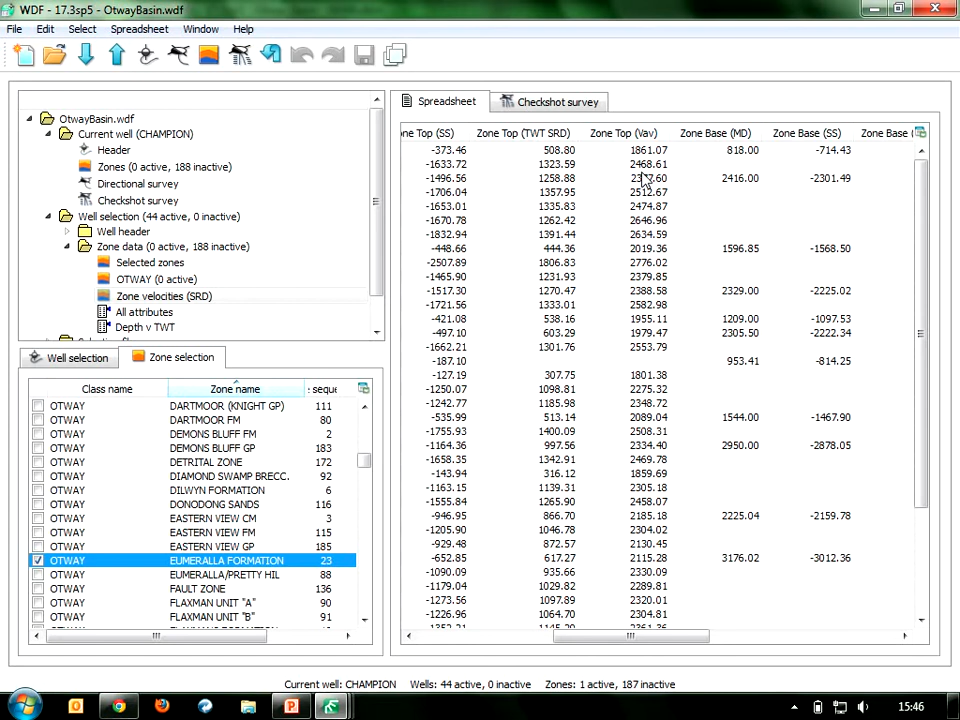 WDF - 17.3sp5 - OtwayBasin.wdf
File Edit Select Spreadsheet Window Help
OtwayBasin.wdf
Current well (CHAMPION)
Header
Zones (0 active, 188 inactive)
Directional survey
Checkshot survey
Well selection (44 active, 0 inactive)
Well header
Zone data (0 active, 188 inactive)
Selected zones
OTWAY (0 active)
Zone velocities (SRD)
All attributes
Depth v TWT
Well selection Zone selection
Class name Zone name : seque
OTWAY DARTMOOR (KNIGHT GP) 111
OTWAY DARTMOUR FM 80
OTWAY DEMONS BLUFF FM 2
OTWAY DEMONS BLUFF GP 183
OTWAY DETRITAL ZONE 172
OTWAY DIAMOND SWAMP BRECC. 92
OTWAY DILWYN FORMATION 6
OTWAY DONODONG SANDS 116
OTWAY EASTERN VIEW CM 3
OTWAY EASTERN VIEW FM 115
OTWAY EASTERN VIEW GP 185
OTWAY EUMERALLA FORMATION 23
OTWAY EUMERALLA/PRETTY HIL 88
OTWAY FAULT ZONE 136
OTWAY FLAXMAN UNIT "A" 90
OTWAY FLAXMAN UNIT "B" 91
Spreadsheet Checkshot survey
one Top (SS) Zone Top (TWT SRD) Zone Top (Vav) Zone Base (MD) Zone Base (SS) Zone Base (
-373.46 508.80 1861.07 818.00 -714.43
-1633.72 1323.59 2468.61
-1496.56 1258.88 2416.00 -2301.49
-1706.04 1357.95 2512.67
-1653.01 1335.83 2474.87
-1670.78 1262.42 2646.96
-1832.94 1391.44 2634.59
-448.66 444.36 2019.36 1596.85 -1568.50
-2507.89 1806.83 2776.02
-1465.90 1231.93 2379.85
-1517.30 1270.47 2388.58 2329.00 -2225.02
-1721.56 1333.01 2582.98
-421.08 538.16 1955.11 1209.00 -1097.53
-497.10 603.29 1979.47 2305.50 -2222.34
-1662.21 1301.76 2553.79
-187.10 953.41 -814.25
-127.19 307.75 1801.38
-1250.07 1098.81 2275.32
-1242.77 1185.98 2348.72
-535.99 513.14 2089.04 1544.00 -1467.90
-1755.93 1400.09 2508.31
-1164.36 997.56 2334.40 2950.00 -2878.05
-1658.35 1342.91 2469.78
-143.94 316.12 1859.69
-1163.15 1139.31 2305.18
-1555.84 1265.90 2458.07
-946.95 866.70 2185.18 2225.04 -2159.78
-1205.90 1046.78 2304.02
-929.48 872.57 2130.45
-652.85 617.27 2115.28 3176.02 -3012.36
-1090.09 935.66 2330.09
-1179.04 1029.82 2289.81
-1273.56 1097.89 2320.01
-1226.96 1064.70 2304.81
Current well: CHAMPION Wells: 44 active, 0 inactive Zones: 1 active, 187 inactive
15:46